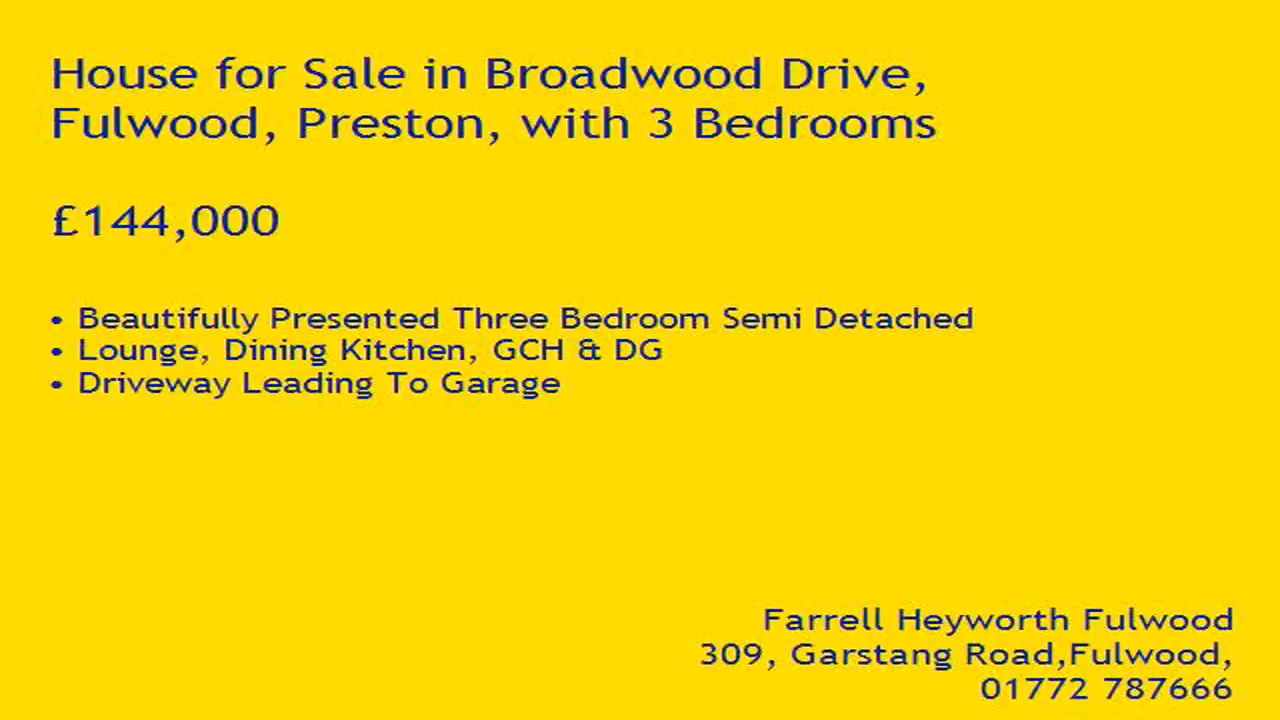 House for Sale in Broadwood Drive,
Fulwood, Preston, with 3 Bedrooms
£144,000
• Beautifully Presented Three Bedroom Semi Detached
• Lounge, Dining Kitchen, GCH & DG
• Driveway Leading To Garage
Farrell Heyworth Fulwood
309, Garstang Road,Fulwood,
01772 787666